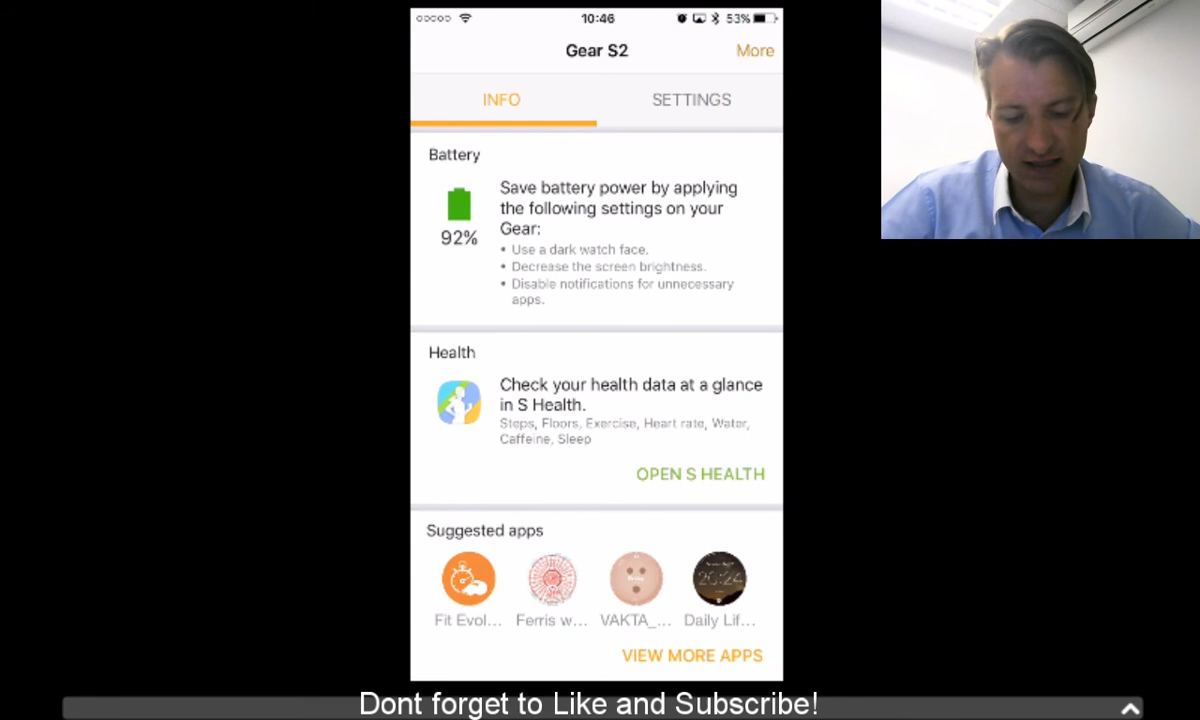 10:46
53%
Gear S2
More
INFO
SETTINGS
Battery
92%
Save battery power by applying
the following settings on your
Gear:
• Use a dark watch face.
• Decrease the screen brightness.
• Disable notifications for unnecessary
apps.
Health
Check your health data at a glance
in S Health.
Steps, Floors, Exercise, Heart rate, Water,
Caffeine, Sleep
OPEN S HEALTH
Suggested apps
20:24
Fit Evol...
Ferris w...
VAKTA_...
Daily Lif...
VIEW MORE APPS
Dont forget to Like and Subscribe!